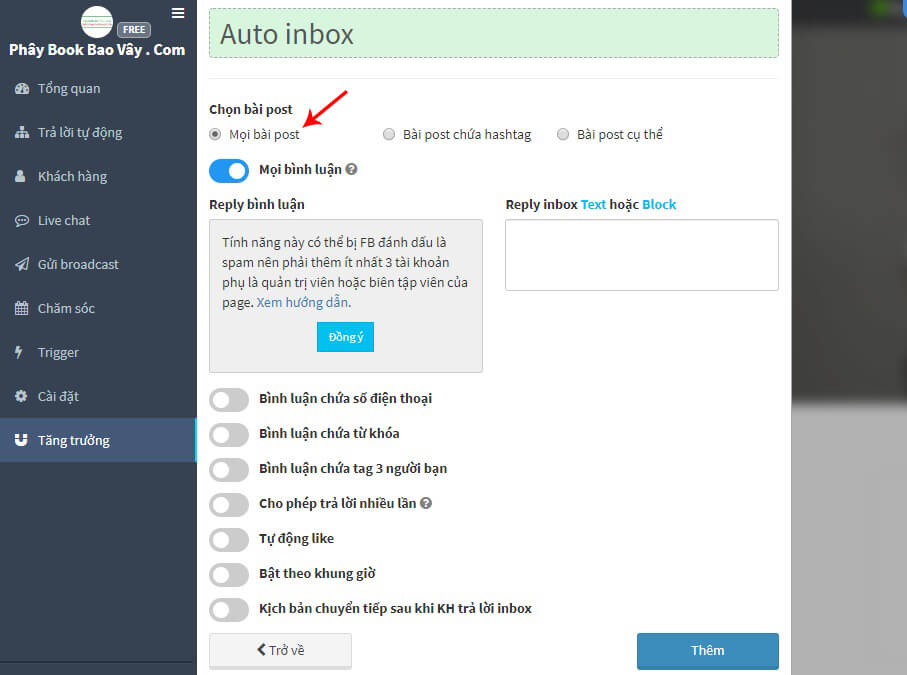 FREE
Phây Book Bao Vây . Com
Tổng quan
Trả lời tự động
Khách hàng
Live chat
Gửi broadcast
Chăm sóc
Trigger
Cài đặt
Tăng trưởng
Auto inbox
Chọn bài post
Mọi bài post
Bài post chứa hashtag
Bài post cụ thể
Mọi bình luận
Reply bình luận
Tính năng này có thể bị FB đánh dấu là
spam nên phải thêm ít nhất 3 tài khoản
phụ là quản trị viên hoặc biên tập viên của
page. Xem hướng dẫn.
Đồng ý
Reply inbox Text hoặc Block
Bình luận chứa số điện thoại
Bình luận chứa từ khóa
Bình luận chứa tag 3 người bạn
Cho phép trả lời nhiều lần
Tự động like
Bật theo khung giờ
Kịch bản chuyển tiếp sau khi KH trả lời inbox
Trở về
Thêm